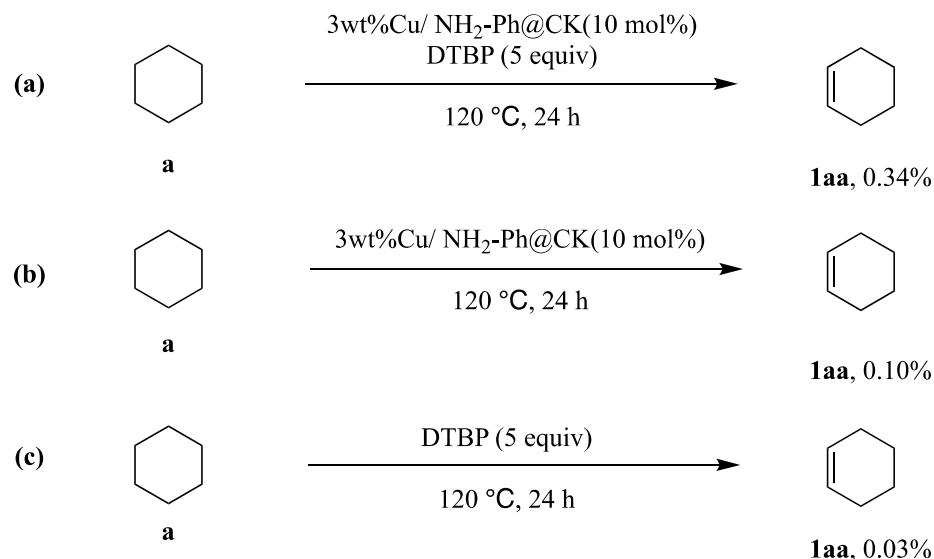 3wt%Cu/ NH₂-Ph@CK(10 mol%)
DTBP (5 equiv)
(a)
120 °C, 24 h
a
1aa, 0.34%
3wt%Cu/ NH₂-Ph@CK(10 mol%)
(b)
120 °C, 24 h
a
1aa, 0.10%
DTBP (5 equiv)
(c)
120 °C, 24 h
a
1aa, 0.03%